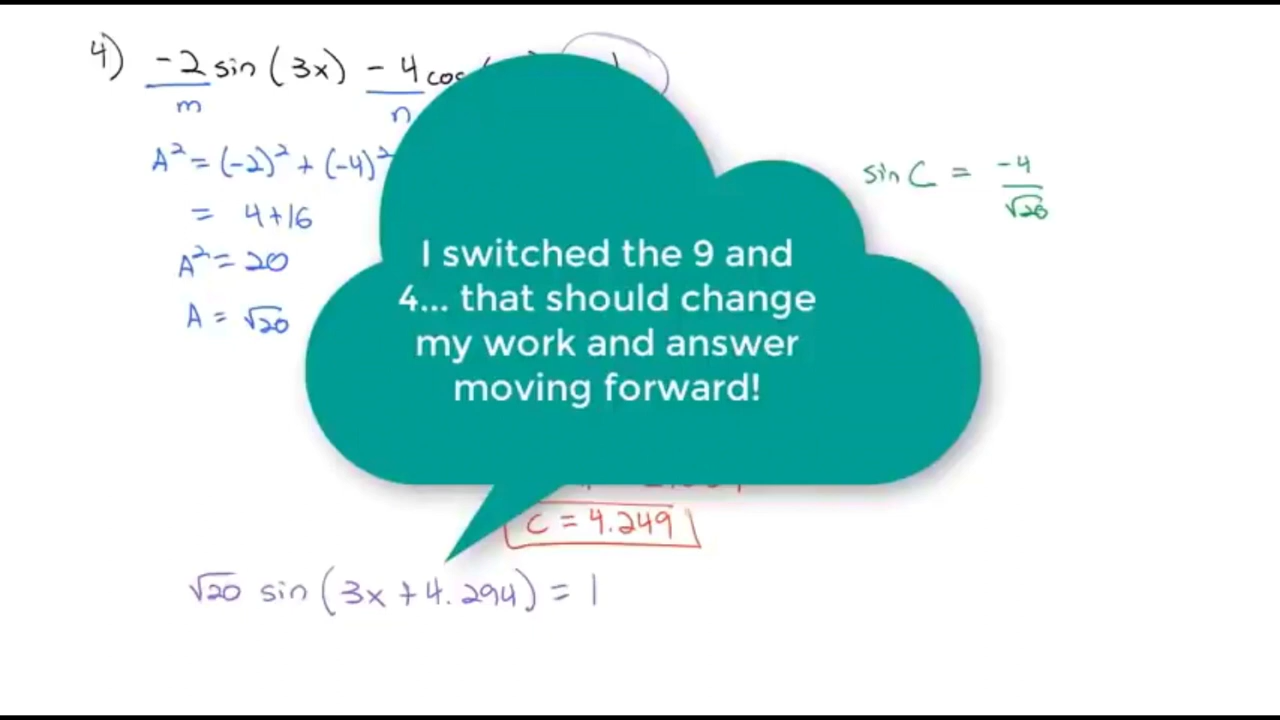 4) -2 sin (3x) - 4 cos
m n
A² = (-2)² + (-4)²
sin C = -4/√20
= 4+16
A² = 20
A = √20
I switched the 9 and
4... that should change
my work and answer
moving forward!
C = 4.249
√20 sin (3x + 4.294) = 1